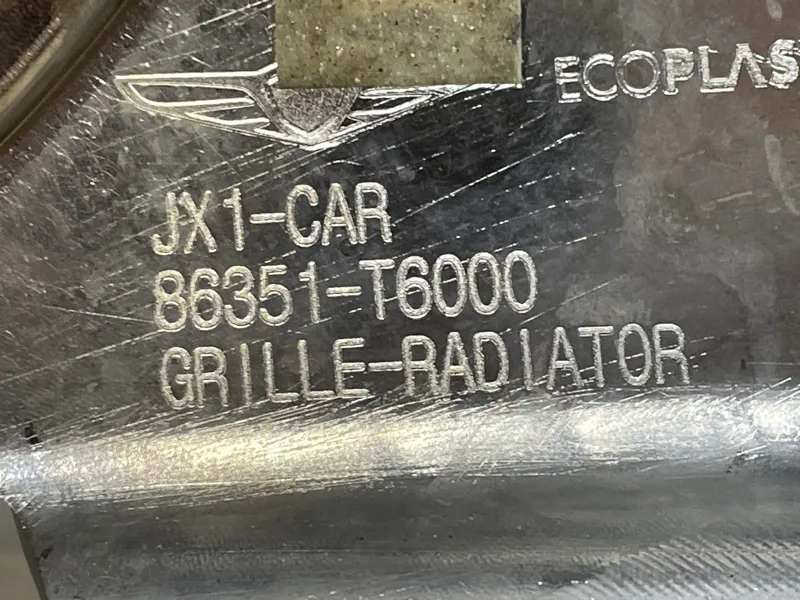 ECOPLAS
JX1-CAR
86351-T6000
GRILLE-RADIATOR